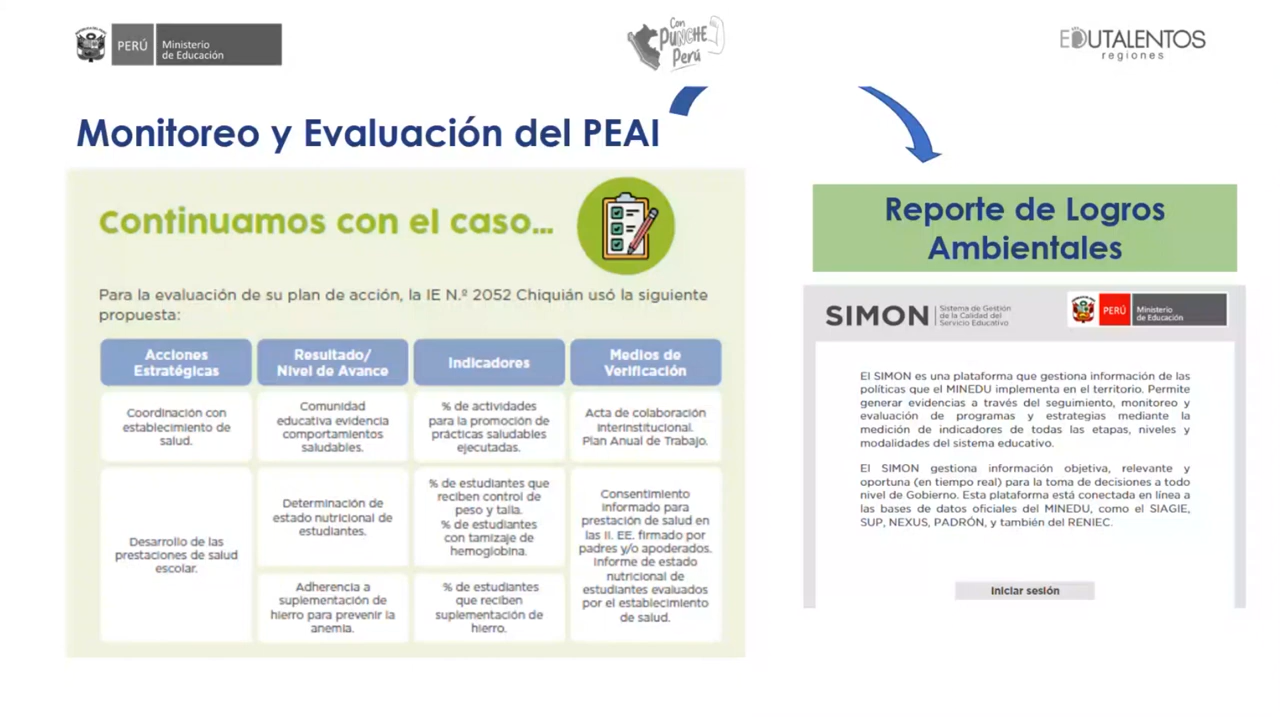 PERÚ
Ministerio
de Educación
Con
PUNCHE
Perú
EDUTALENTOS
regiones
Monitoreo y Evaluación del PEAI
Continuamos con el caso...
Para la evaluación de su plan de acción, la IE N.º 2052 Chiquián usó la siguiente
propuesta:
Acciones
Estratégicas
Resultado/
Nivel de Avance
Indicadores
Medios de
Verificación
Coordinación con
establecimiento de
salud.
Comunidad
educativa evidencia
comportamientos
saludables.
% de actividades
para la promoción de
prácticas saludables
ejecutadas.
Acta de colaboración
interinstitucional.
Plan Anual de Trabajo.
Desarrollo de las
prestaciones de salud
escolar.
Determinación de
estado nutricional de
estudiantes.
% de estudiantes que
reciben control de
peso y talla.
% de estudiantes
con tamizaje de
hemoglobina.
Consentimiento
informado para
prestación de salud en
las II. EE. firmado por
padres y/o apoderados.
Informe de estado
nutricional de
estudiantes evaluados
por el establecimiento
de salud.
Adherencia a
suplementación de
hierro para prevenir la
anemia.
% de estudiantes
que reciben
suplementación de
hierro.
Reporte de Logros
Ambientales
SIMON
Sistema de Gestión
de la Calidad del
Servicio Educativo
PERÚ
Ministerio
de Educación
El SIMON es una plataforma que gestiona información de las
políticas que el MINEDU implementa en el territorio. Permite
generar evidencias a través del seguimiento, monitoreo y
evaluación de programas y estrategias mediante la
medición de indicadores de todas las etapas, niveles y
modalidades del sistema educativo.
El SIMON gestiona información objetiva, relevante y
oportuna (en tiempo real) para la toma de decisiones a todo
nivel de Gobierno. Esta plataforma está conectada en línea a
las bases de datos oficiales del MINEDU, como el SIAGIE,
SUP, NEXUS, PADRÓN, y también del RENIEC.
Iniciar sesión